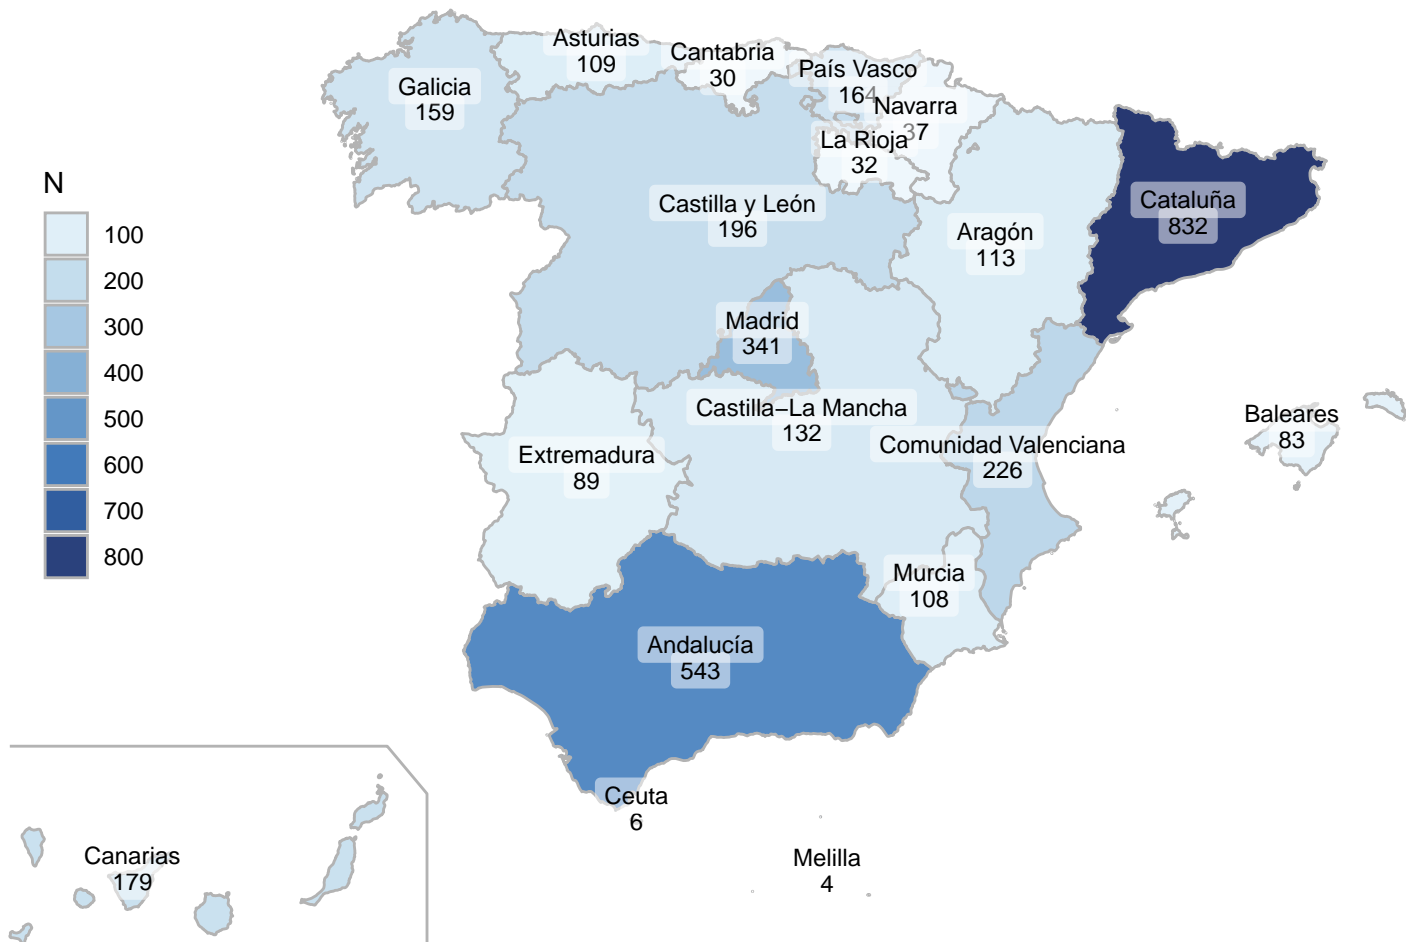 Asturias
109
Cantabria
30
País Vasco
164
Galicia
159
Navarra
37
La Rioja
32
N
100
200
300
400
500
600
700
800
Castilla y León
196
Aragón
113
Cataluña
832
Madrid
341
Castilla–La Mancha
132
Comunidad Valenciana
226
Baleares
83
Extremadura
89
Murcia
108
Andalucía
543
Ceuta
6
Melilla
4
Canarias
179